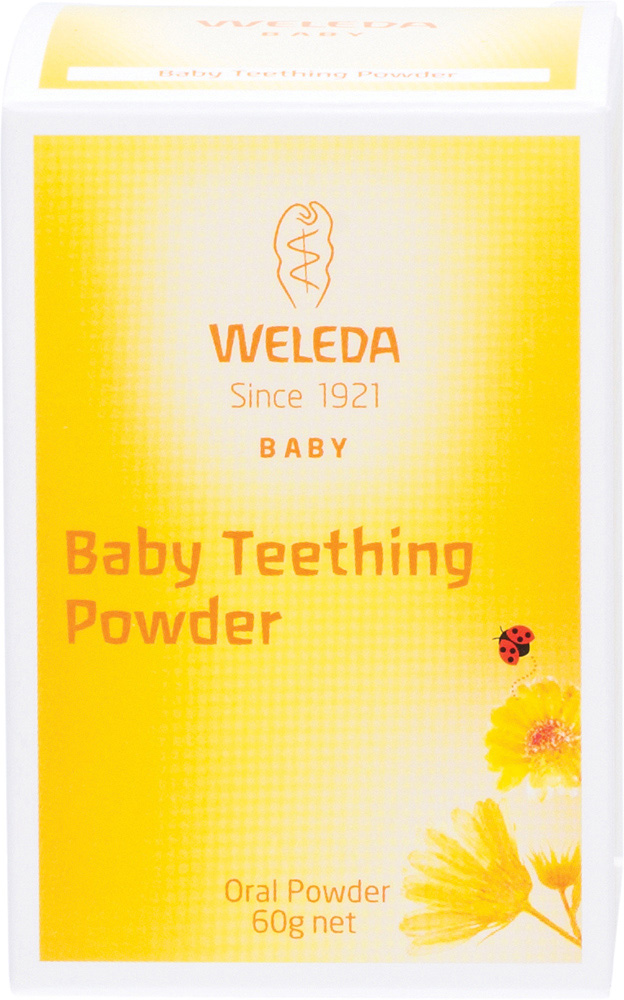 WELEDA
BABY
Baby Teething Powder
WELEDA
Since 1921
BABY
Baby Teething
Powder
Oral Powder
60g net